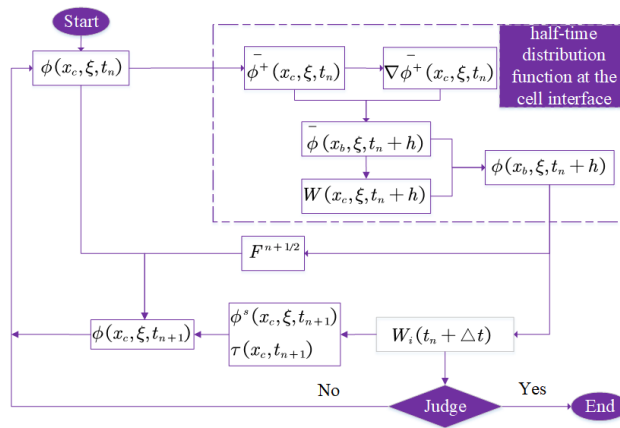 Start
half-time
distribution
function at the
cell interface
ϕ(x_c,ξ,t_n)
ϕ̄⁺(x_c,ξ,t_n)
∇ϕ̄⁺(x_c,ξ,t_n)
ϕ̄(x_b,ξ,t_n+h)
W(x_c,ξ,t_n+h)
ϕ(x_b,ξ,t_n+h)
F^{n+1/2}
ϕ(x_c,ξ,t_{n+1})
ϕ^s(x_c,ξ,t_{n+1})
τ(x_c,t_{n+1})
W_i(t_n+△t)
No
Judge
Yes
End